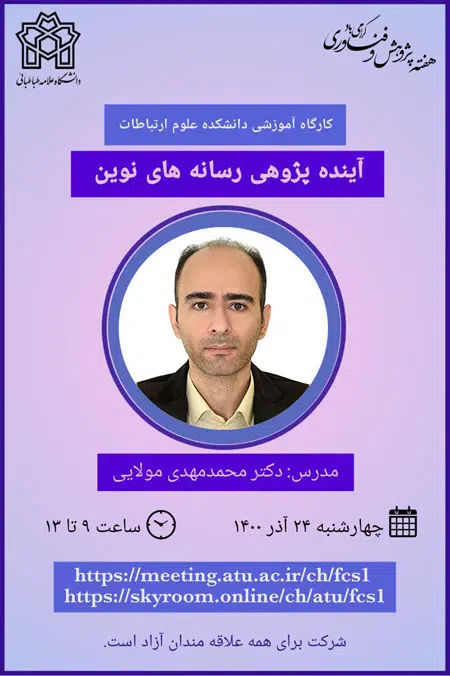 هفته پژوهش و فناوری گرامی باد
دانشگاه علامه طباطبائی
کارگاه آموزشی دانشکده علوم ارتباطات
آینده پژوهی رسانه های نوین
مدرس: دکتر محمدمهدی مولایی
چهارشنبه ۲۴ آذر ۱۴۰۰
ساعت ۹ تا ۱۳
https://meeting.atu.ac.ir/ch/fcs1
https://skyroom.online/ch/atu/fcs1
شرکت برای همه علاقه مندان آزاد است.